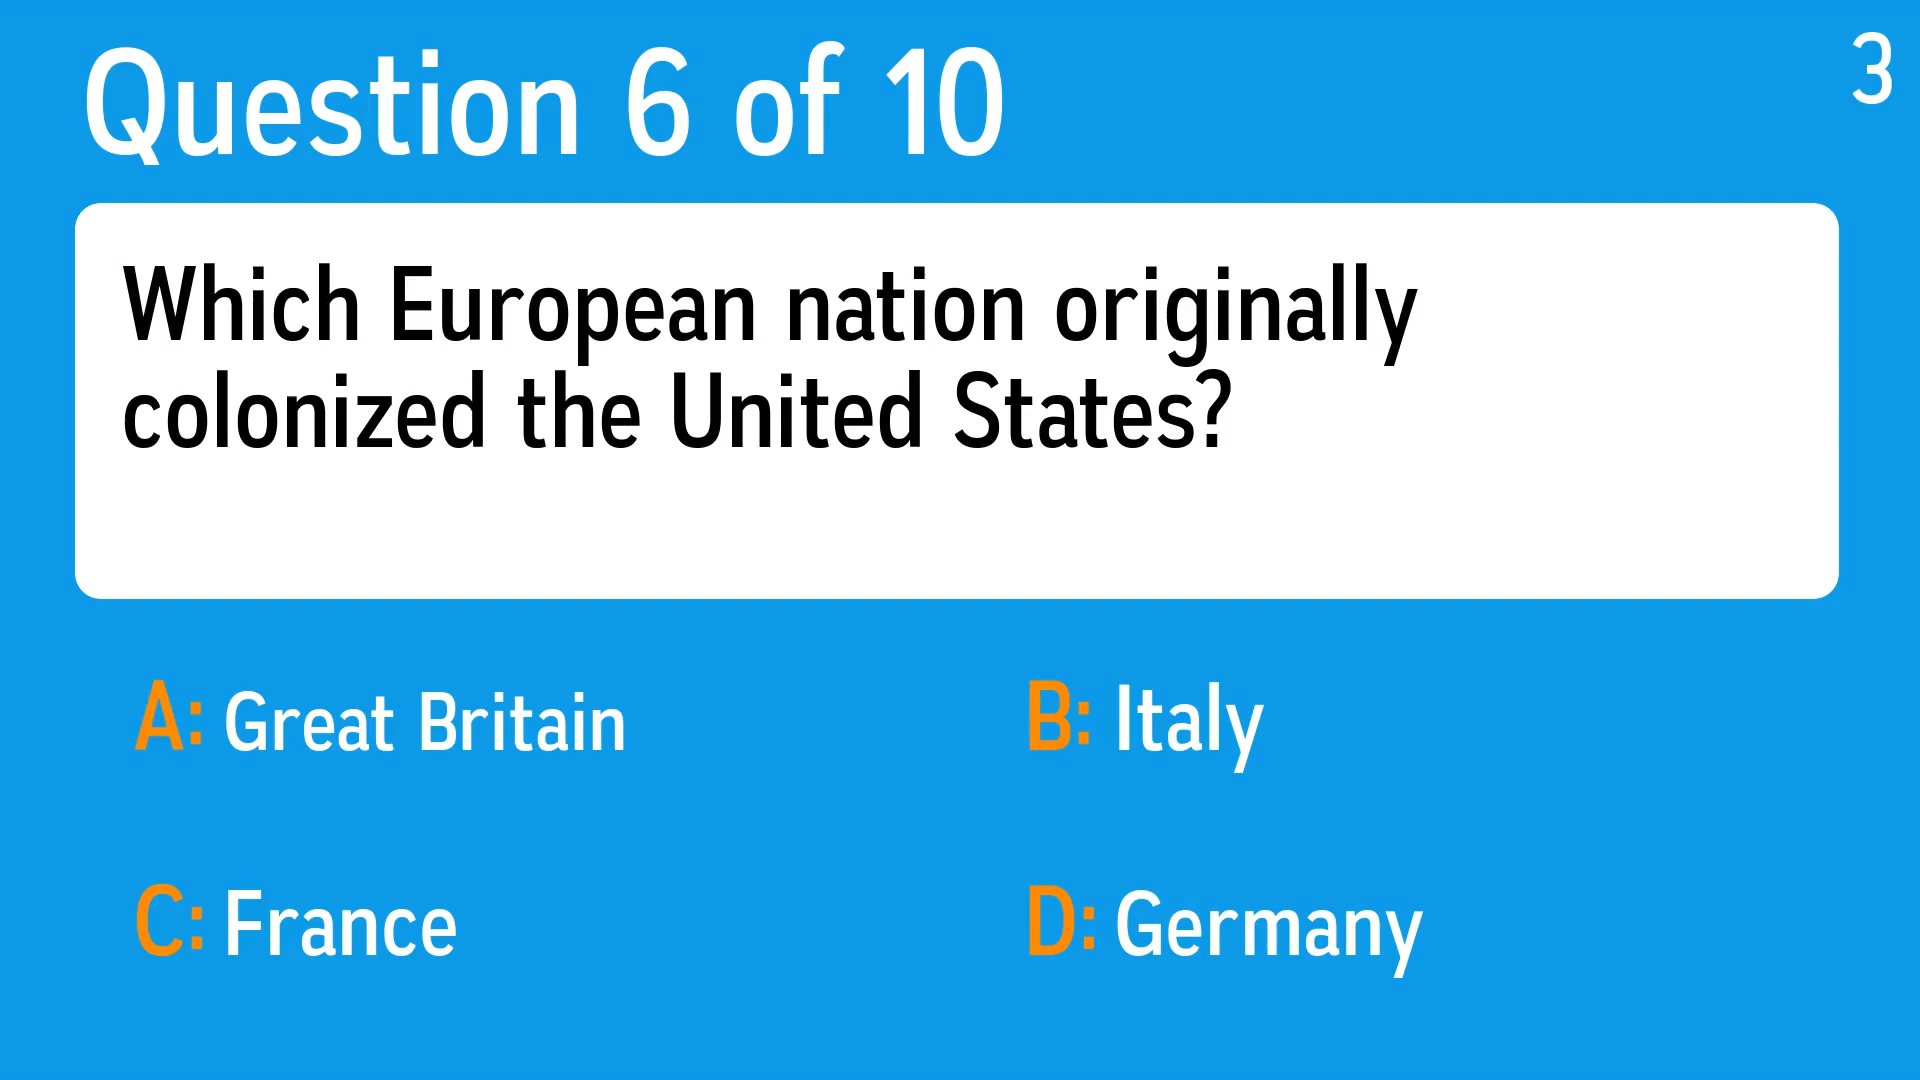 Question 6 of 10
3
Which European nation originally
colonized the United States?
A: Great Britain
B: Italy
C: France
D: Germany